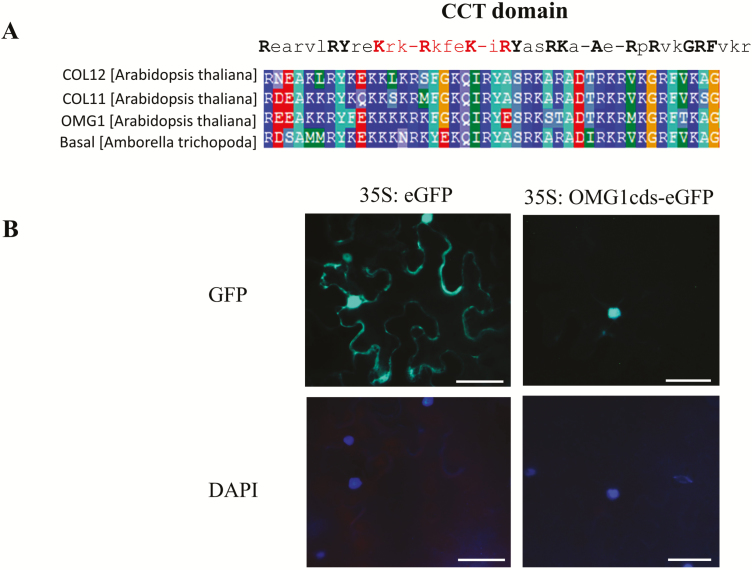 CCT domain
A
RearvlRYreKrk-RkfeK-iRYasRKa-Ae-RpRvkGRFvkr
COL12 [Arabidopsis thaliana] RNEAKLRYKEKKLKRSFGKQIRYASRKARADTRKRVKGRFVKAG
COL11 [Arabidopsis thaliana] RDEAKKRYKQKKSKRMFGKQIRYASRKARADTRKRVKGRFVKSG
OMG1 [Arabidopsis thaliana] REEAKRYFEKKKKRKFGKQIRYESRKSTADTKKRMKGRFTKAG
Basal [Amborella trichopoda] RDSAMMRYKEKKKNRKYEKQIRYASRKARADIRKRVKGRFVKAG
B
35S: eGFP 35S: OMG1cds-eGFP
GFP
DAPI